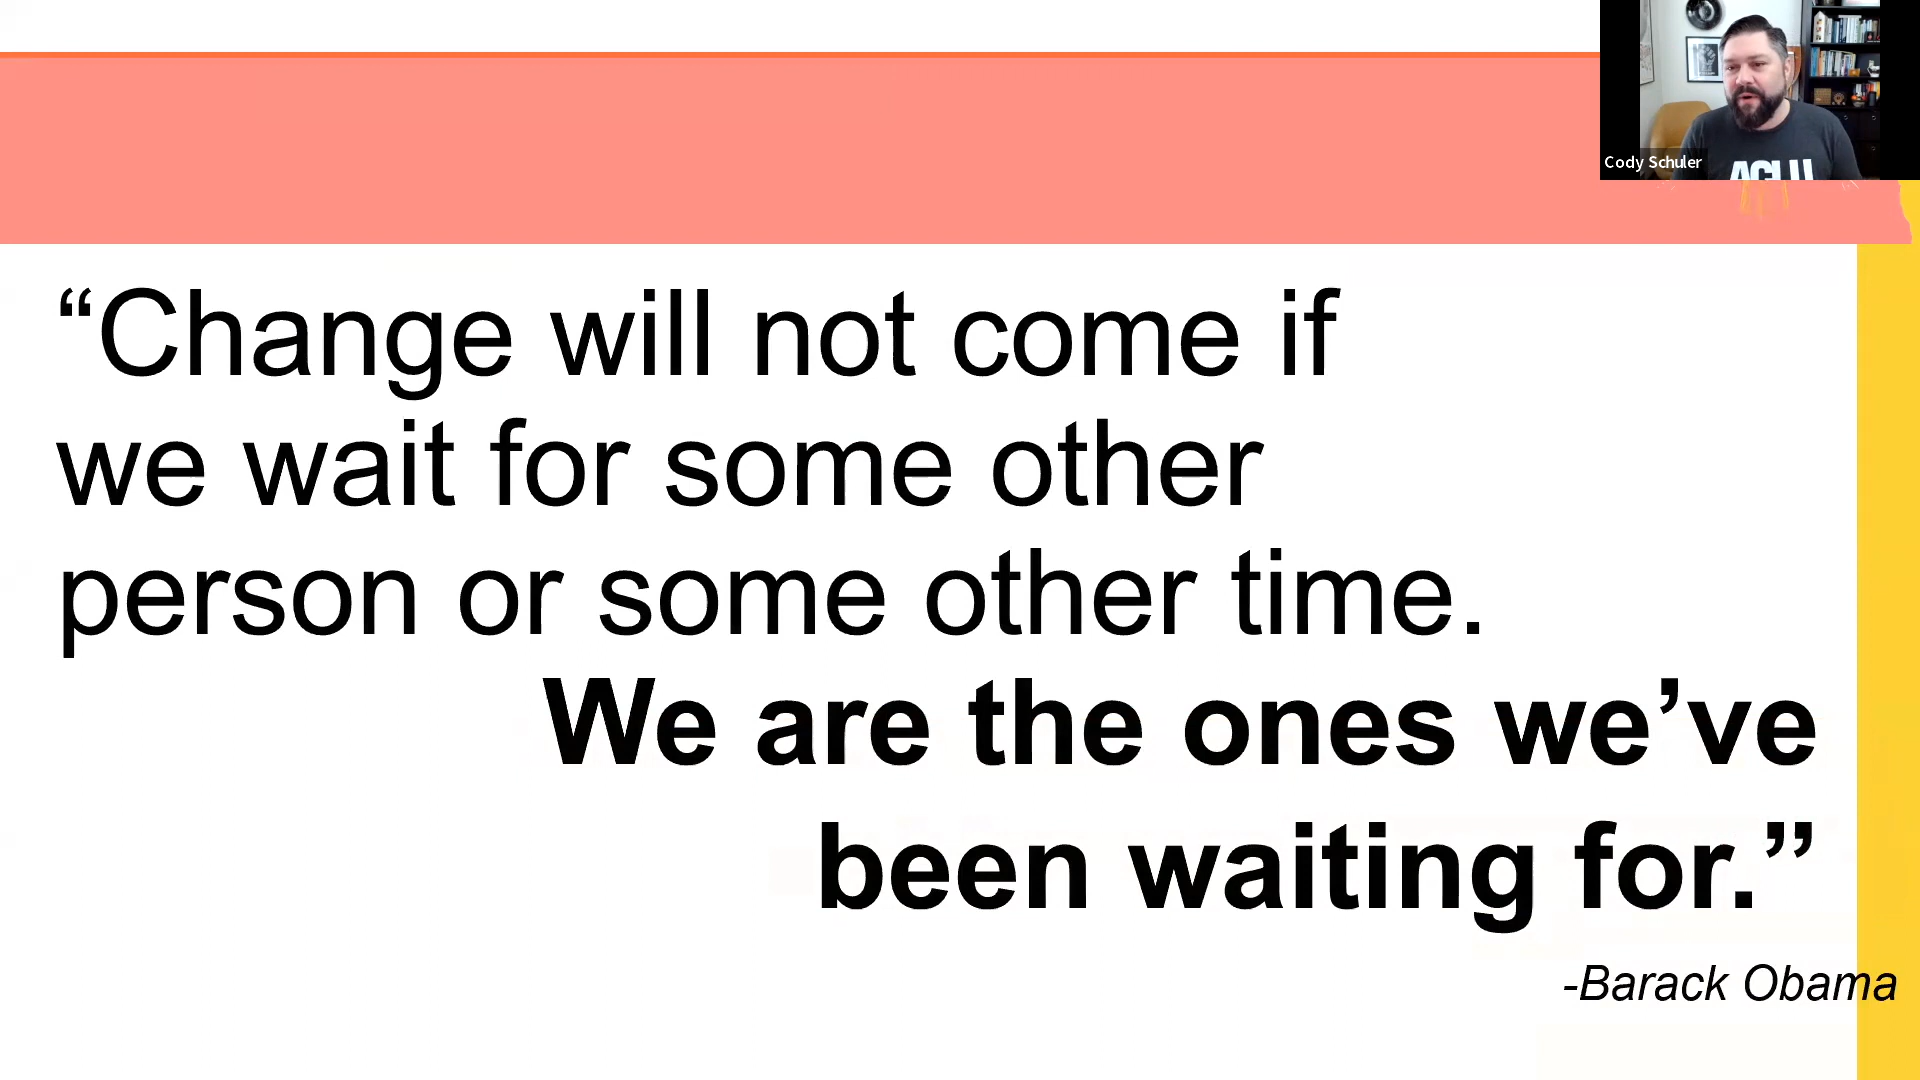 Cody Schuler
ACLU
“Change will not come if
we wait for some other
person or some other time.
We are the ones we’ve
been waiting for.”
-Barack Obama